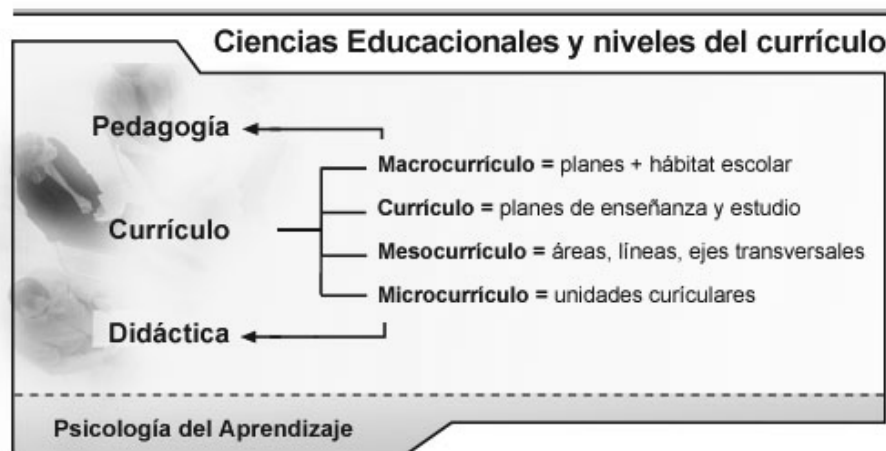 Ciencias Educacionales y niveles del currículo
Pedagogía
Macrocurrículo = planes + hábitat escolar
Currículo
Currículo = planes de enseñanza y estudio
Mesocurrículo = áreas, líneas, ejes transversales
Microcurrículo = unidades curiculares
Didáctica
Psicología del Aprendizaje